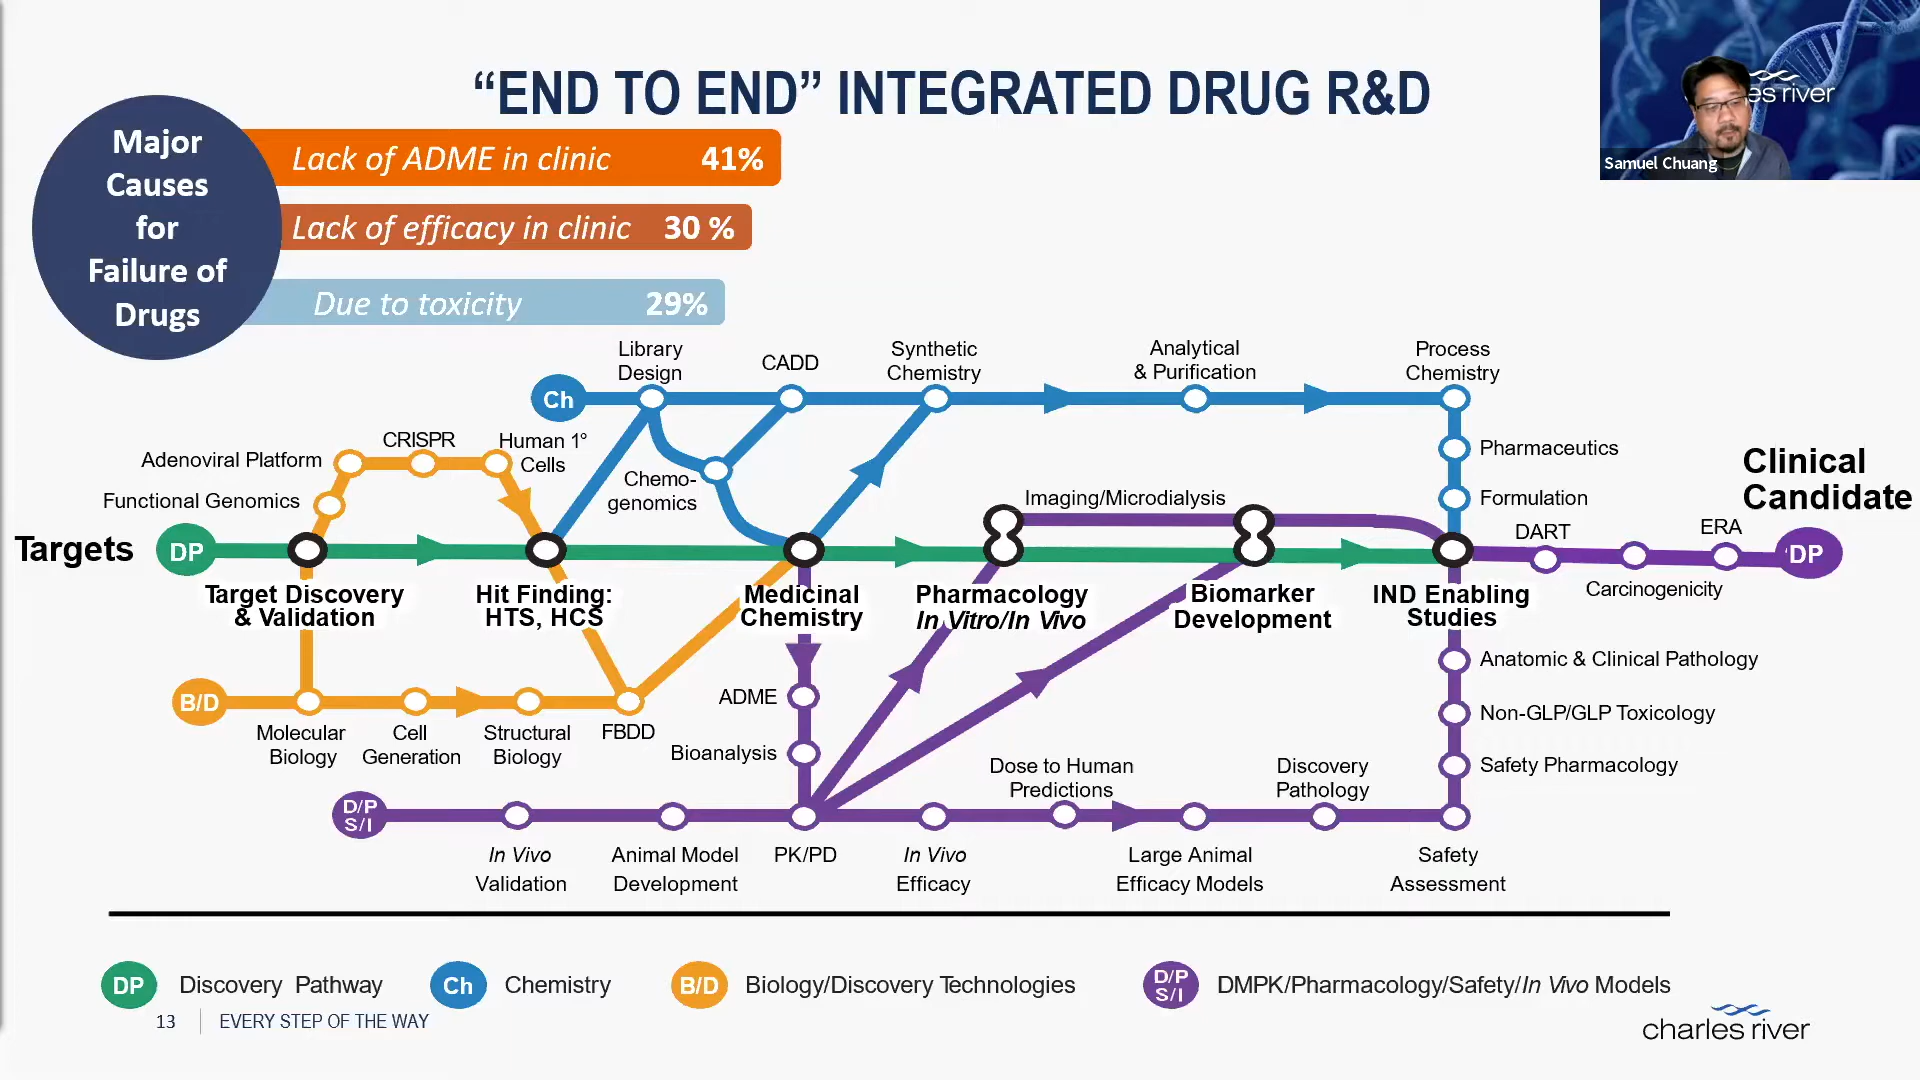 “END TO END” INTEGRATED DRUG R&D
Major
Causes
for
Failure of
Drugs
Lack of ADME in clinic 41%
Lack of efficacy in clinic 30 %
Due to toxicity 29%
es river
Samuel Chuang
Ch
Library
Design
CADD
Synthetic
Chemistry
Analytical
& Purification
Process
Chemistry
Adenoviral Platform
CRISPR
Human 1°
Cells
Functional Genomics
Chemo-
genomics
Imaging/Microdialysis
Pharmaceutics
Formulation
Clinical
Candidate
Targets
DP
DART
ERA
DP
Carcinogenicity
Target Discovery
& Validation
Hit Finding:
HTS, HCS
Medicinal
Chemistry
Pharmacology
In Vitro/In Vivo
Biomarker
Development
IND Enabling
Studies
Anatomic & Clinical Pathology
Non-GLP/GLP Toxicology
Safety Pharmacology
B/D
Molecular
Biology
Cell
Generation
Structural
Biology
FBDD
ADME
Bioanalysis
D/P
S/I
Dose to Human
Predictions
Discovery
Pathology
In Vivo
Validation
Animal Model
Development
PK/PD
In Vivo
Efficacy
Large Animal
Efficacy Models
Safety
Assessment
DP Discovery Pathway
Ch Chemistry
B/D Biology/Discovery Technologies
D/P
S/I
DMPK/Pharmacology/Safety/In Vivo Models
13 EVERY STEP OF THE WAY
charles river